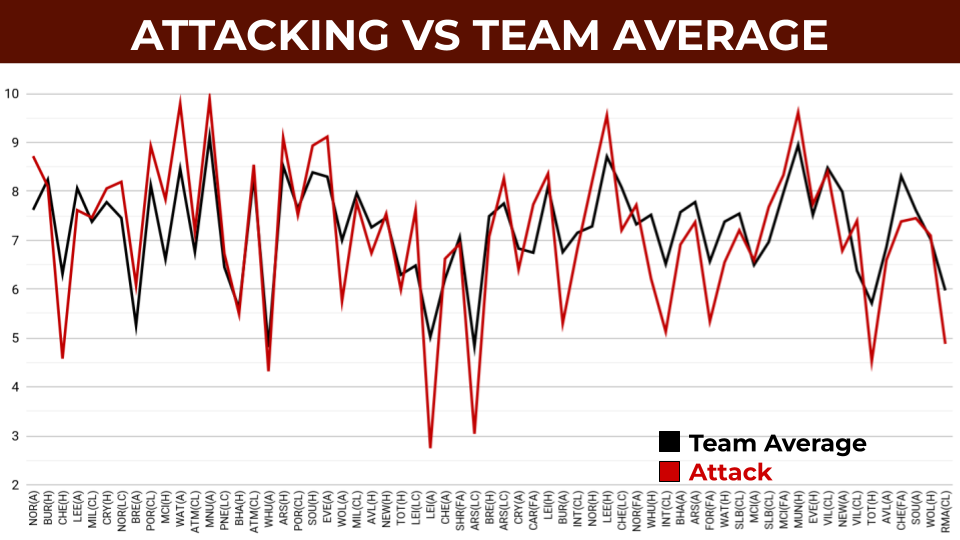 ATTACKING VS TEAM AVERAGE
10
9
8
7
6
5
4
3
2
Team Average
Attack
NOR(A)
BUR(H)
CHE(H)
LEE(A)
MIL(CL)
CRY(H)
NOR(LC)
BRE(A)
POR(CL)
MCI(H)
WAT(A)
ATM(CL)
MNU(A)
PNE(LC)
BHA(H)
ATM(CL)
WHU(A)
ARS(H)
POR(CL)
SOU(H)
EVE(A)
WOL(A)
MIL(CL)
AVL(H)
NEW(H)
TOT(H)
LEI(LC)
LEI(A)
CHE(A)
SHR(FA)
ARS(LC)
BRE(H)
ARS(LC)
CRY(A)
CAR(FA)
LEI(H)
BUR(A)
INT(CL)
NOR(H)
LEE(H)
CHE(LC)
NOR(FA)
WHU(H)
INT(CL)
BHA(A)
ARS(A)
FOR(FA)
WAT(H)
SLB(CL)
MCI(A)
SLB(CL)
MCI(FA)
MUN(H)
EVE(H)
VIL(CL)
NEW(A)
VIL(CL)
TOT(H)
AVL(A)
CHE(FA)
SOU(A)
WOL(H)
RMA(CL)